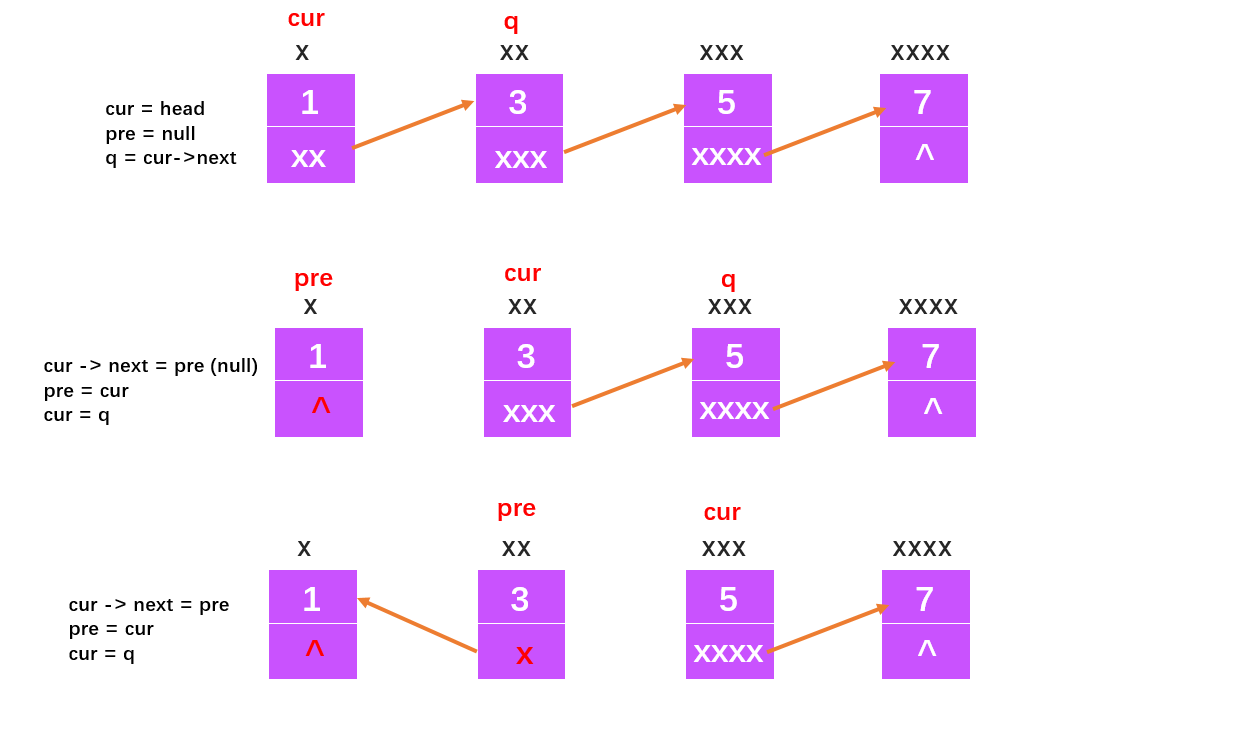 cur q
X XX XXX XXXX
1 3 5 7
cur = head
pre = null
q = cur->next
xx xxx xxxx ^
pre cur q
X XX XXX XXXX
1 3 5 7
cur -> next = pre (null)
pre = cur
cur = q
^ xxx xxxx ^
pre cur
X XX XXX XXXX
1 3 5 7
cur -> next = pre
pre = cur
cur = q
^ x xxxx ^